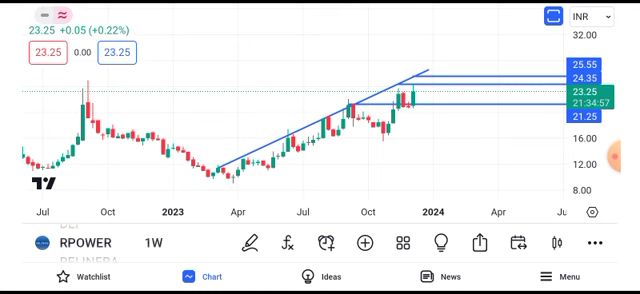 INR
23.25 +0.05 (+0.22%)
32.00
23.25 0.00 23.25
25.55
24.35
23.25
21:34:57
21.25
16.00
12.00
8.00
Jul Oct 2023 Apr Jul Oct 2024 Apr Ju
RPOWER 1W
Watchlist Chart Ideas News Menu